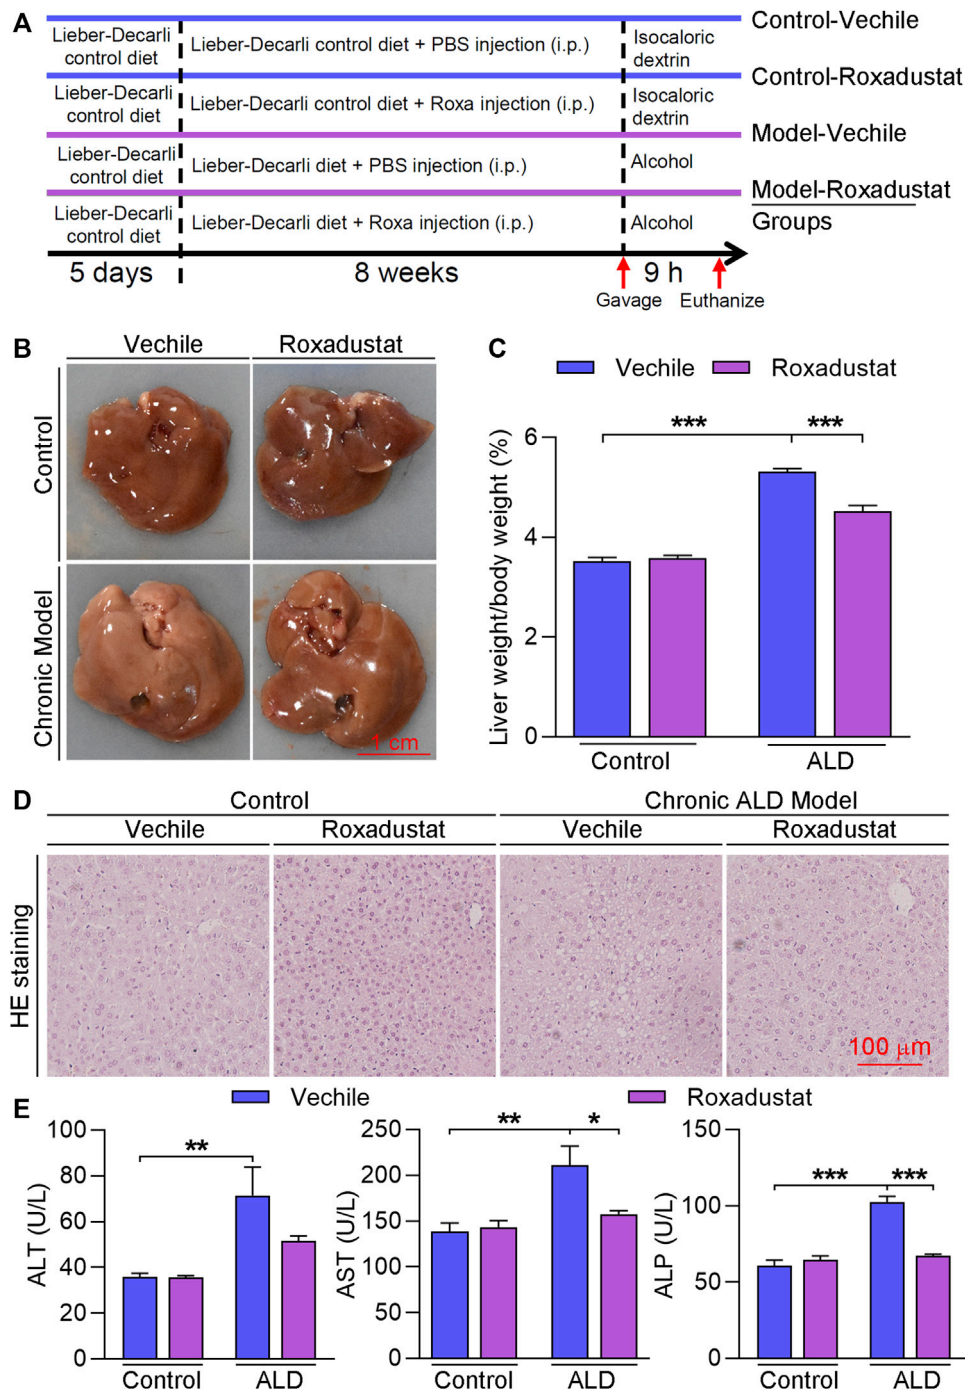 A
Control-Vechile
Lieber-Decarli
control diet
Lieber-Decarli control diet + PBS injection (i.p.)
Isocaloric
dextrin
Control-Roxadustat
Lieber-Decarli
control diet
Lieber-Decarli control diet + Roxa injection (i.p.)
Isocaloric
dextrin
Model-Vechile
Lieber-Decarli
control diet
Lieber-Decarli diet + PBS injection (i.p.)
Alcohol
Model-Roxadustat
Lieber-Decarli
control diet
Lieber-Decarli diet + Roxa injection (i.p.)
Alcohol
Groups
5 days 8 weeks 9 h
Gavage Euthanize
B
Vechile Roxadustat
Control
Chronic Model
1 cm
C
Vechile Roxadustat
Liver weight/body weight (%)
*** ***
6
4
2
0
Control ALD
D
Control Chronic ALD Model
Vechile Roxadustat Vechile Roxadustat
HE staining
100 μm
E
Vechile Roxadustat
ALT (U/L)
**
100
80
60
40
20
0
Control ALD
AST (U/L)
** *
250
200
150
100
50
0
Control ALD
ALP (U/L)
*** ***
150
100
50
0
Control ALD